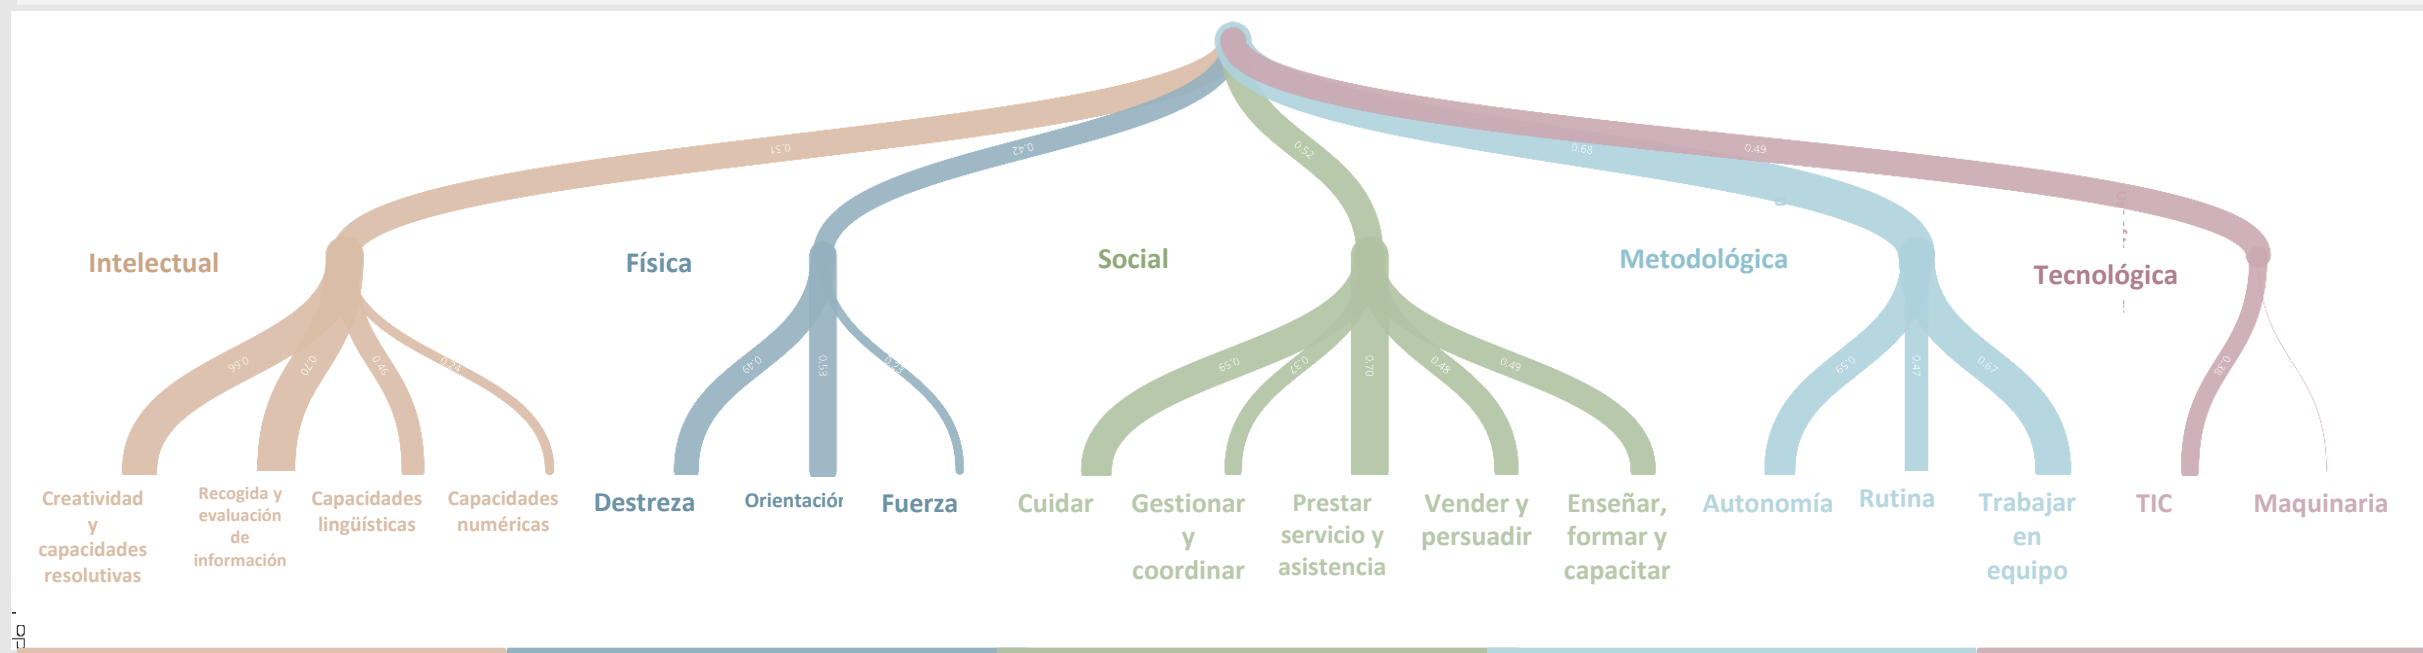 0.51
0.42
0.52
0.68
0.49
Intelectual
Física
Social
Metodológica
Tecnológica
0.66
0.70
0.46
0.24
0.49
0.53
0.23
0.59
0.37
0.70
0.48
0.49
0.59
0.47
0.67
0.36
Creatividad
y
capacidades
resolutivas
Recogida y
evaluación
de
información
Capacidades
lingüísticas
Capacidades
numéricas
Destreza
Orientación
Fuerza
Cuidar
Gestionar
y
coordinar
Prestar
servicio y
asistencia
Vender y
persuadir
Enseñar,
formar y
capacitar
Autonomía
Rutina
Trabajar
en
equipo
TIC
Maquinaria